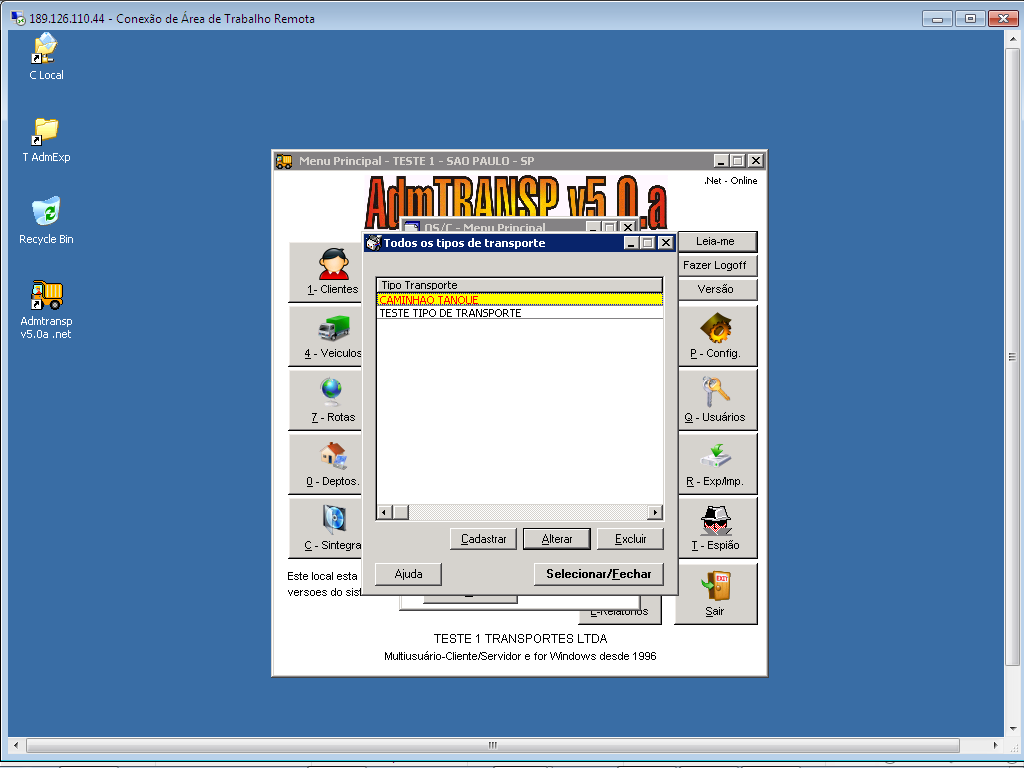 189.126.110.44 - Conexão de Área de Trabalho Remota
C Local
T AdmExp
Recycle Bin
Admtransp
v5.0a .net
Menu Principal - TESTE 1 - SAO PAULO - SP
AdmTRANSP v5.0.a
.Net - Online
OS/C - Menu Principal
Todos os tipos de transporte
Tipo Transporte
CAMINHAO TANQUE
TESTE TIPO DE TRANSPORTE
Cadastrar
Alterar
Excluir
Ajuda
Selecionar/Fechar
1- Clientes
4 - Veiculos
7 - Rotas
0 - Deptos.
C - Sintegra
Leia-me
Fazer Logoff
Versão
P - Config.
Q - Usuários
R - Exp/Imp.
T - Espião
EXIT
Sair
Este local esta
versoes do sis
E-Relatórios
TESTE 1 TRANSPORTES LTDA
Multiusuário-Cliente/Servidor e for Windows desde 1996